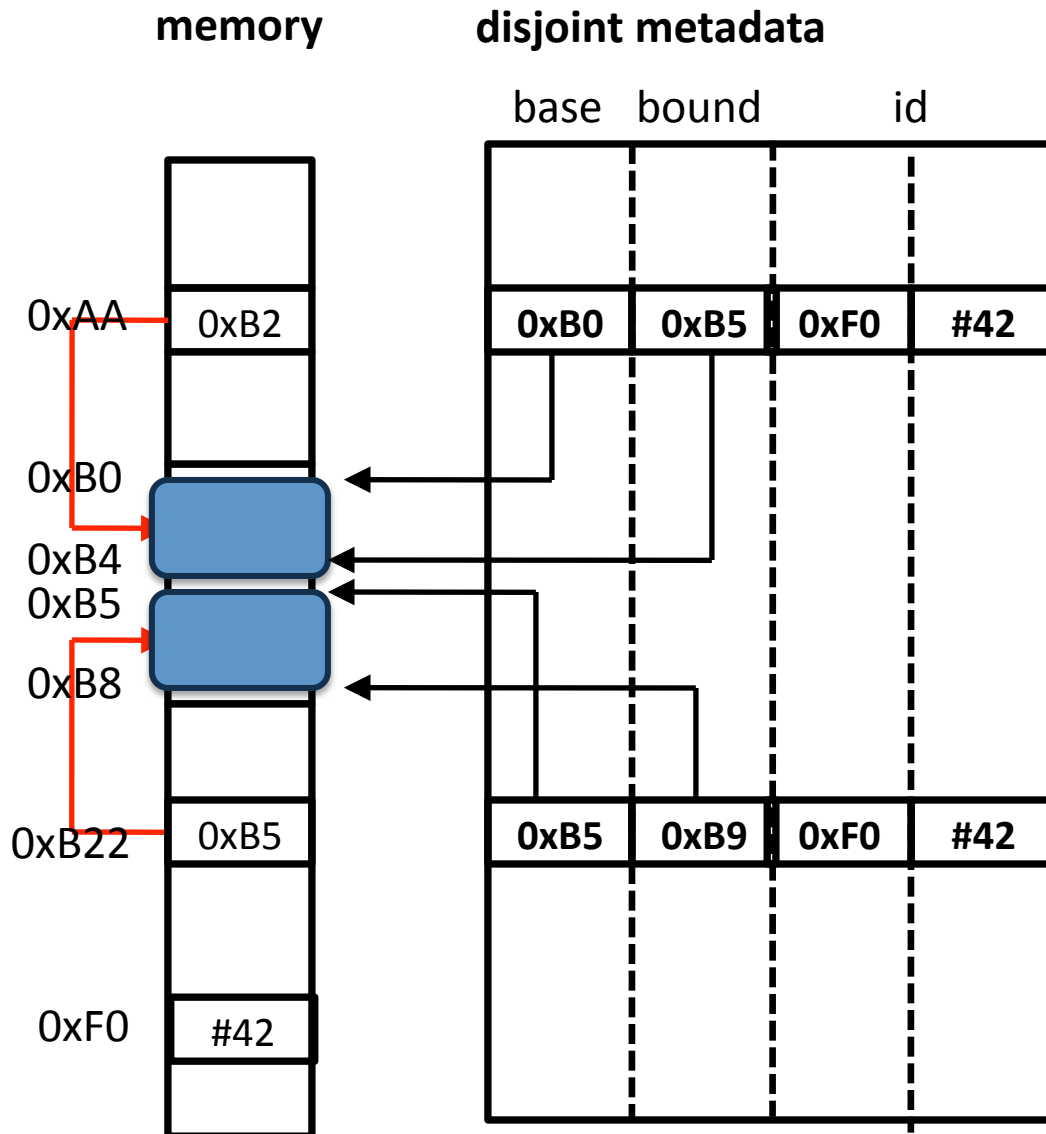 memory disjoint metadata
base bound id
0xAA 0xB2 0xB0 0xB5 0xF0 #42
0xB0
0xB4
0xB5
0xB8
0xB22 0xB5 0xB5 0xB9 0xF0 #42
0xF0 #42